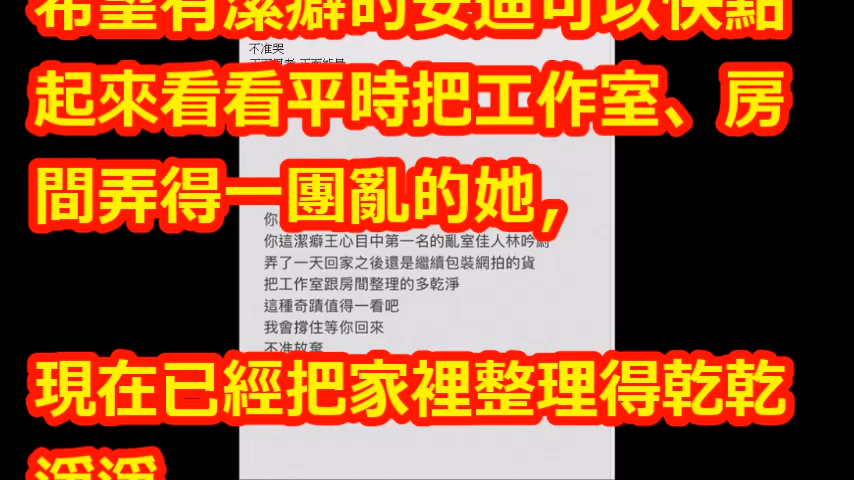 希望有潔癖的安迪可以快點
不准哭
起來看看平時把工作室、房
間弄得一團亂的她,
你
你這潔癖王心目中第一名的亂室佳人林吟蔚
弄了一天回家之後還是繼續包裝網拍的貨
把工作室跟房間整理的多乾淨
這種奇蹟值得一看吧
我會撐住等你回來
不准放棄
現在已經把家裡整理得乾乾
淨淨